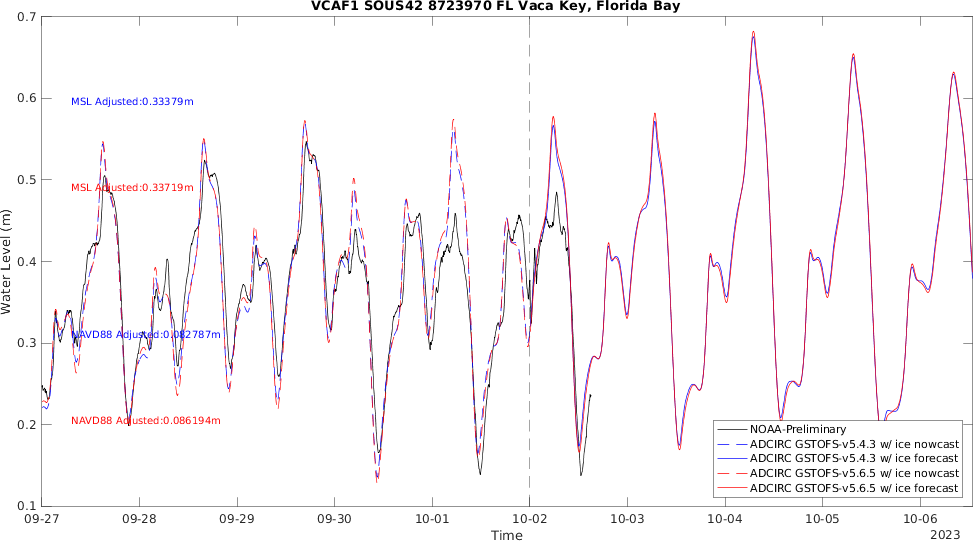 VCAF1 SOUS42 8723970 FL Vaca Key, Florida Bay
Water Level (m)
0.7
0.6
0.5
0.4
0.3
0.2
0.1
MSL Adjusted:0.33379m
MSL Adjusted:0.33719m
NAVD88 Adjusted:0.082787m
NAVD88 Adjusted:0.086194m
NOAA-Preliminary
ADCIRC GSTOFS-v5.4.3 w/ ice nowcast
ADCIRC GSTOFS-v5.4.3 w/ ice forecast
ADCIRC GSTOFS-v5.6.5 w/ ice nowcast
ADCIRC GSTOFS-v5.6.5 w/ ice forecast
09-27 09-28 09-29 09-30 10-01 10-02 10-03 10-04 10-05 10-06
Time
2023